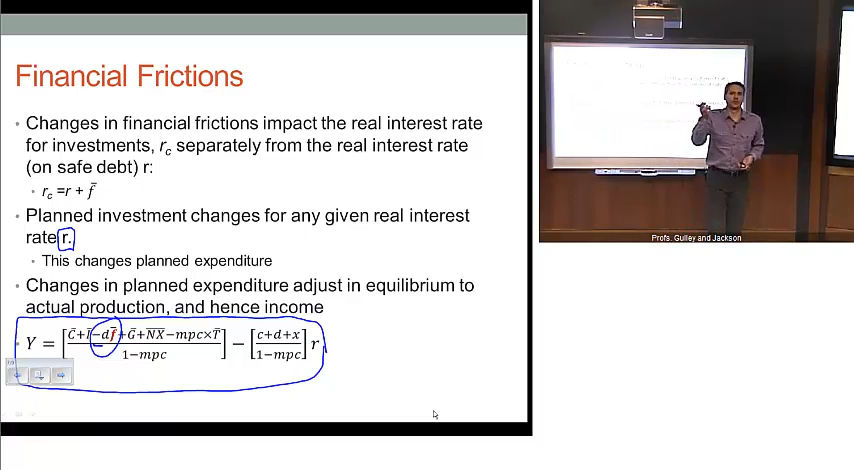 Financial Frictions
• Changes in financial frictions impact the real interest rate
for investments, r_c separately from the real interest rate
(on safe debt) r:
• r_c =r + f̄
• Planned investment changes for any given real interest
rate r.
• This changes planned expenditure
• Changes in planned expenditure adjust in equilibrium to
actual production, and hence income
• Y = [(C̄+Ī−df̄+Ḡ+N̄X̄−mpc×T̄)/(1−mpc)] − [(c+d+x)/(1−mpc)] r
Profs. Gulley and Jackson